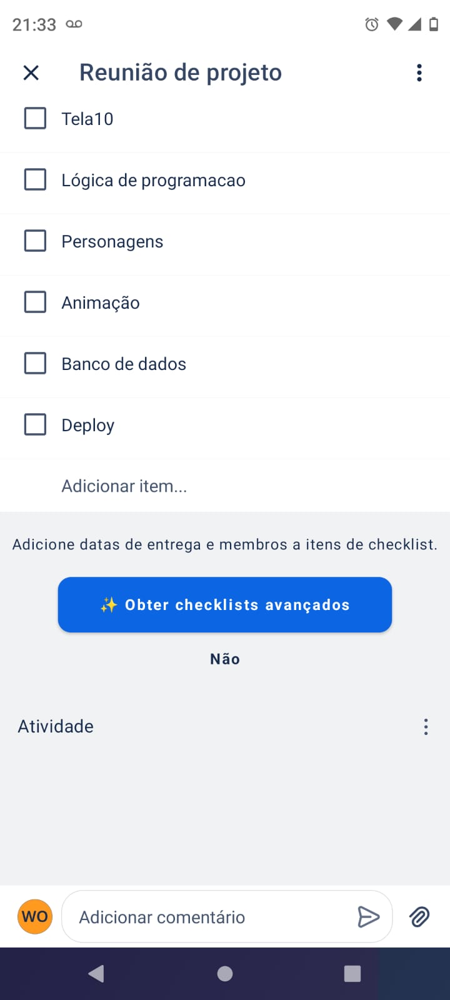 21:33
Reunião de projeto
Tela10
Lógica de programacao
Personagens
Animação
Banco de dados
Deploy
Adicionar item...
Adicione datas de entrega e membros a itens de checklist.
✨ Obter checklists avançados
Não
Atividade
WO
Adicionar comentário